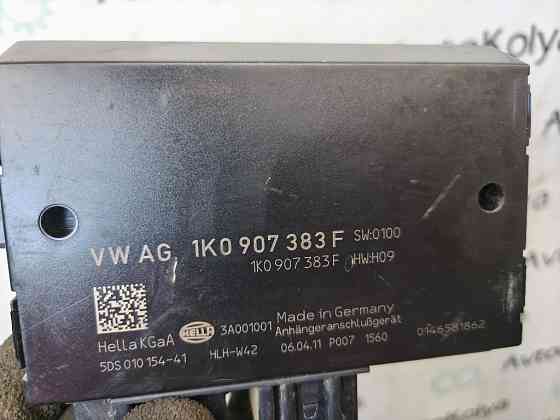 VW AG 1K0 907 383 F SW:0100
1K0 907 383 F HW:H09
Made in Germany
Hella KGaA HELLA 3A001001 Anhängeranschlußgerät 0146581862
5DS 010 154-41 HLH-W42 06.04.11 P007 1560